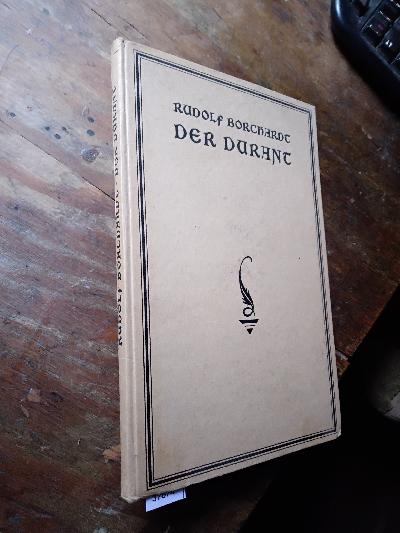 RUDOLF BORCHARDT
DER DURANT
RUDOLF BORCHARDT · DER DURANT